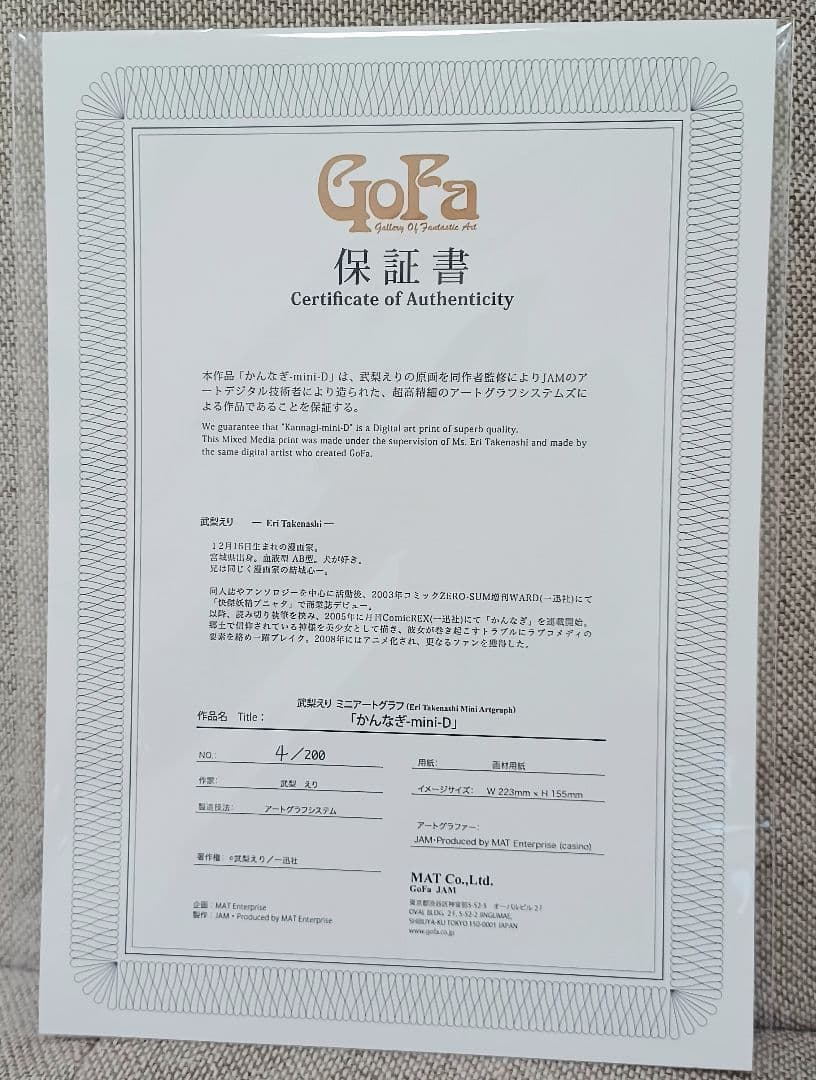 GoFa
Gallery Of Fantastic Art
保証書
Certificate of Authenticity
本作品「かんなぎ-mini-D」は、武梨えりの原画を同作者監修によりJAMのア
ートデジタル技術者により造られた、超高精細のアートグラフシステムズに
よる作品であることを保証する。
We guarantee that "Kannagi-mini-D" is a Digital art print of superb quality.
This Mixed Media print was made under the supervision of Ms. Eri Takenashi and made by
the same digital artist who created GoFa.
武梨えり ― Eri Takenashi ―
12月16日生まれの漫画家。
宮城県出身。血液型 AB型。犬が好き。
兄は同じく漫画家の結城心一。
同人誌やアンソロジーを中心に活動後、2003年コミックZERO-SUM増刊WARD(一迅社)にて
「快傑妖精プニャタ」で商業誌デビュー。
以降、読み切り執筆を挟み、2005年に月刊ComicREX(一迅社)にて「かんなぎ」を連載開始。
郷土で信仰されている神様を美少女として描き、彼女が巻き起こすトラブルにラブコメディの
要素を絡め一躍ブレイク。2008年にはアニメ化され、更なるファンを獲得した。
武梨えり ミニアートグラフ(Eri Takenashi Mini Artgraph)
作品名 Title： 「かんなぎ-mini-D」
NO.: 4/200
用紙: 画材用紙
作家: 武梨 えり
イメージサイズ: W 223mm × H 155mm
製造技法: アートグラフシステム
アートグラファー:
JAM・Produced by MAT Enterprise (casino)
著作権：©武梨えり／一迅社
MAT Co.,Ltd.
GoFa JAM
企画：MAT Enterprise
製作：JAM・Produced by MAT Enterprise
東京都渋谷区神宮前5-52-2 オーバルビル2F
OVAL BLDG. 2F, 5-52-2 JINGUMAE,
SHIBUYA-KU TOKYO 150-0001 JAPAN
www.gofa.co.jp